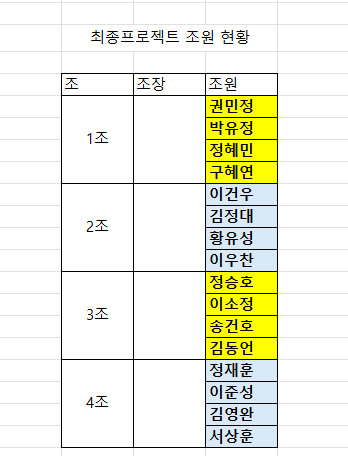 최종프로젝트 조원 현황
조 조장 조원
1조
권민정
박유정
정혜민
구혜연
2조
이건우
김정대
황유성
이우찬
3조
정승호
이소정
송건호
김동언
4조
정재훈
이준성
김영완
서상훈